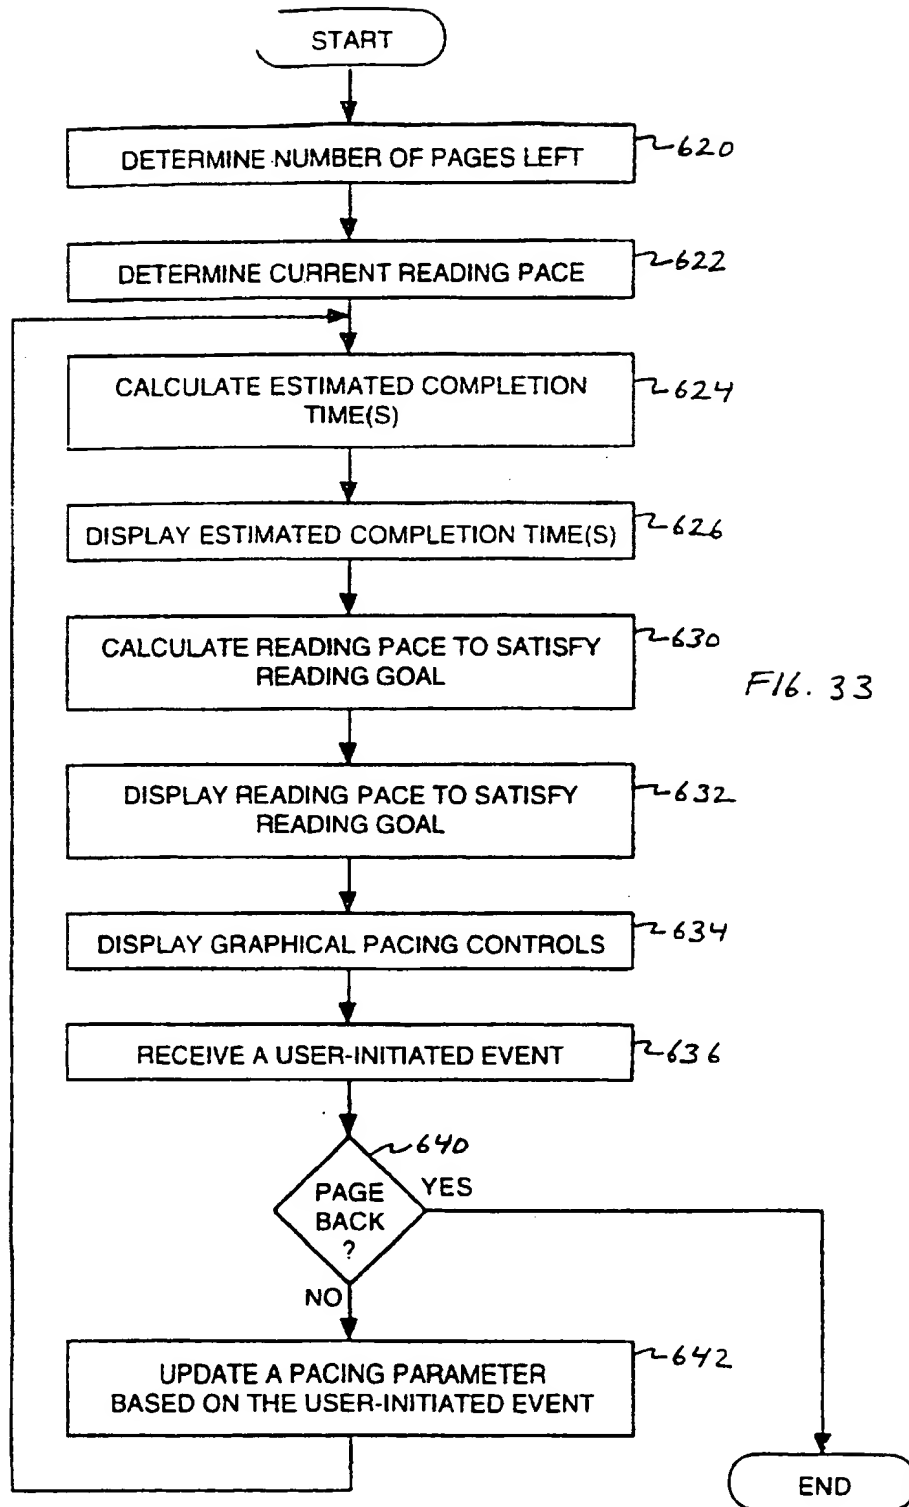 START
DETERMINE NUMBER OF PAGES LEFT
620
DETERMINE CURRENT READING PACE
622
CALCULATE ESTIMATED COMPLETION
TIME(S)
624
DISPLAY ESTIMATED COMPLETION TIME(S)
626
CALCULATE READING PACE TO SATISFY
READING GOAL
630
FIG. 33
DISPLAY READING PACE TO SATISFY
READING GOAL
632
DISPLAY GRAPHICAL PACING CONTROLS
634
RECEIVE A USER-INITIATED EVENT
636
640
PAGE
BACK
?
YES
NO
UPDATE A PACING PARAMETER
BASED ON THE USER-INITIATED EVENT
642
END